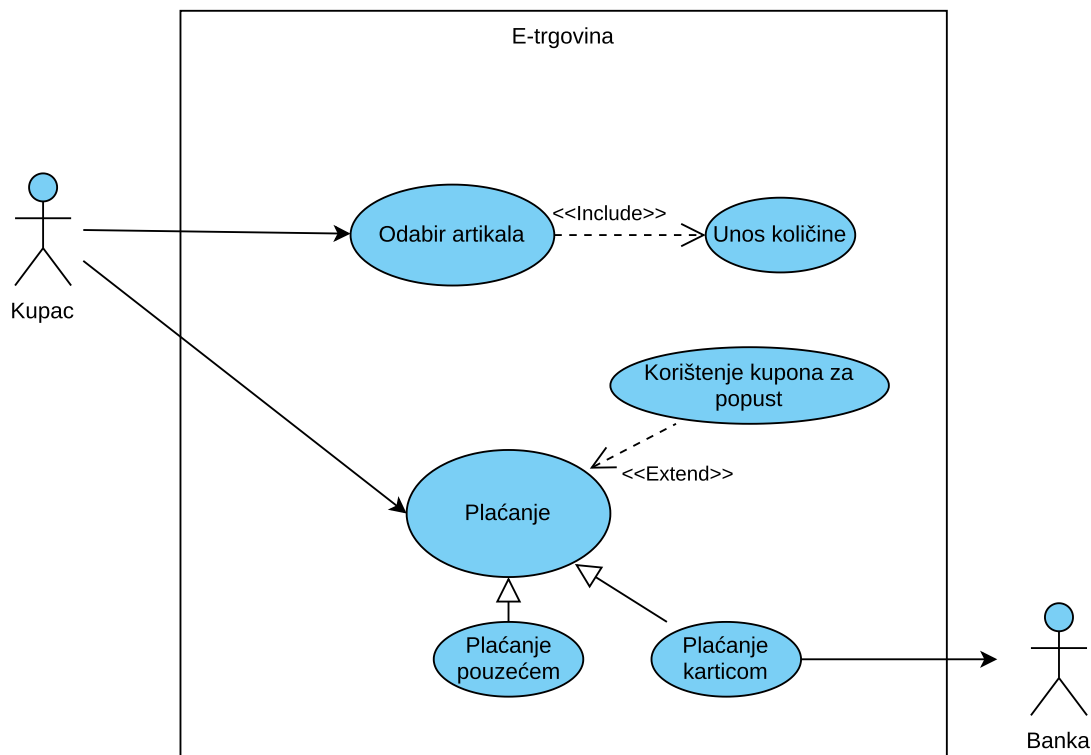 E-trgovina
<<Include>>
Odabir artikala
Unos količine
Kupac
Korištenje kupona za
popust
<<Extend>>
Plaćanje
Plaćanje
pouzećem
Plaćanje
karticom
Banka